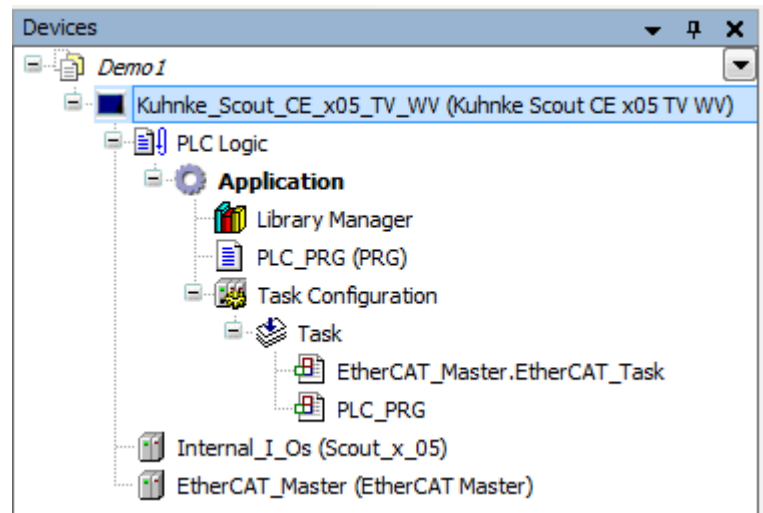 Devices
Demo1
Kuhnke_Scout_CE_x05_TV_WV (Kuhnke Scout CE x05 TV WV)
PLC Logic
Application
Library Manager
PLC_PRG (PRG)
Task Configuration
Task
EtherCAT_Master.EtherCAT_Task
PLC_PRG
Internal_I_Os (Scout_x_05)
EtherCAT_Master (EtherCAT Master)